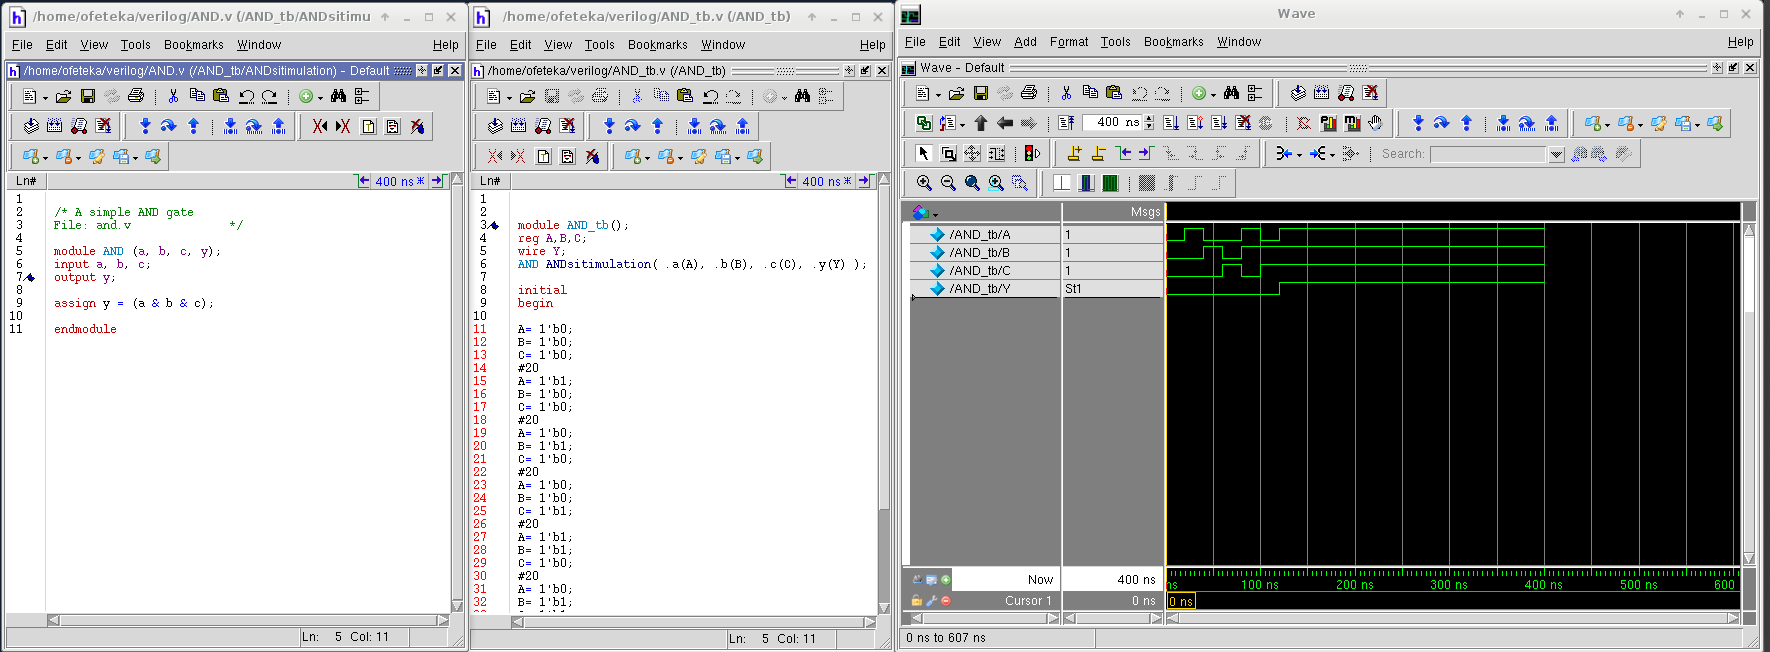 /home/ofeteka/verilog/AND.v (/AND_tb/ANDsitimu
File Edit View Tools Bookmarks Window Help
/home/ofeteka/verilog/AND.v (/AND_tb/ANDsitimulation) - Default
Ln# 400 ns
1
2 /* A simple AND gate
3 File: and.v */
4
5 module AND (a, b, c, y);
6 input a, b, c;
7 output y;
8
9 assign y = (a & b & c);
10
11 endmodule
Ln: 5 Col: 11
/home/ofeteka/verilog/AND_tb.v (/AND_tb)
File Edit View Tools Bookmarks Window Help
/home/ofeteka/verilog/AND_tb.v (/AND_tb)
Ln# 400 ns
1
2
3 module AND_tb();
4 reg A,B,C;
5 wire Y;
6 AND ANDsitimulation( .a(A), .b(B), .c(C), .y(Y) );
7
8 initial
9 begin
10
11 A= 1'b0;
12 B= 1'b0;
13 C= 1'b0;
14 #20
15 A= 1'b1;
16 B= 1'b0;
17 C= 1'b0;
18 #20
19 A= 1'b0;
20 B= 1'b1;
21 C= 1'b0;
22 #20
23 A= 1'b0;
24 B= 1'b0;
25 C= 1'b1;
26 #20
27 A= 1'b1;
28 B= 1'b1;
29 C= 1'b0;
30 #20
31 A= 1'b0;
32 B= 1'b1;
Ln: 5 Col: 11
Wave
File Edit View Add Format Tools Bookmarks Window Help
Wave - Default
400 ns
Search:
Msgs
/AND_tb/A 1
/AND_tb/B 1
/AND_tb/C 1
/AND_tb/Y St1
Now 400 ns
ns 100 ns 200 ns 300 ns 400 ns 500 ns 600
Cursor 1 0 ns
0 ns
0 ns to 607 ns